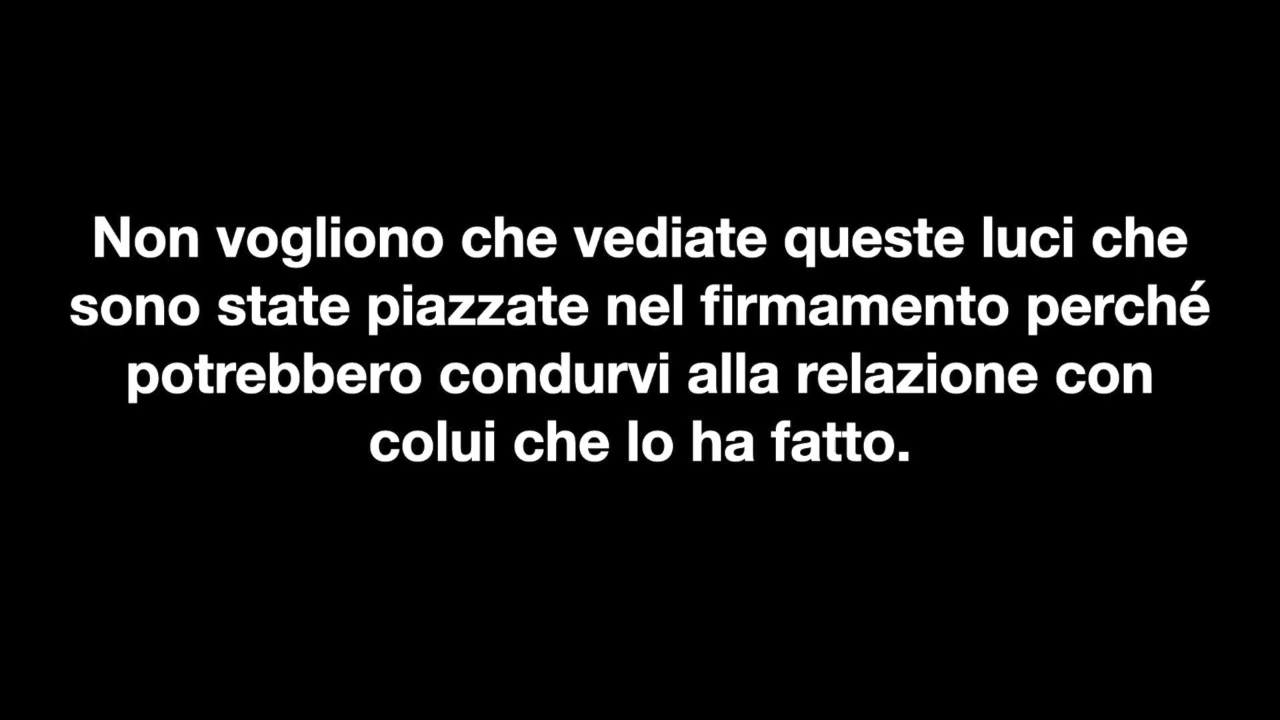 Non vogliono che vediate queste luci che
sono state piazzate nel firmamento perché
potrebbero condurvi alla relazione con
colui che lo ha fatto.